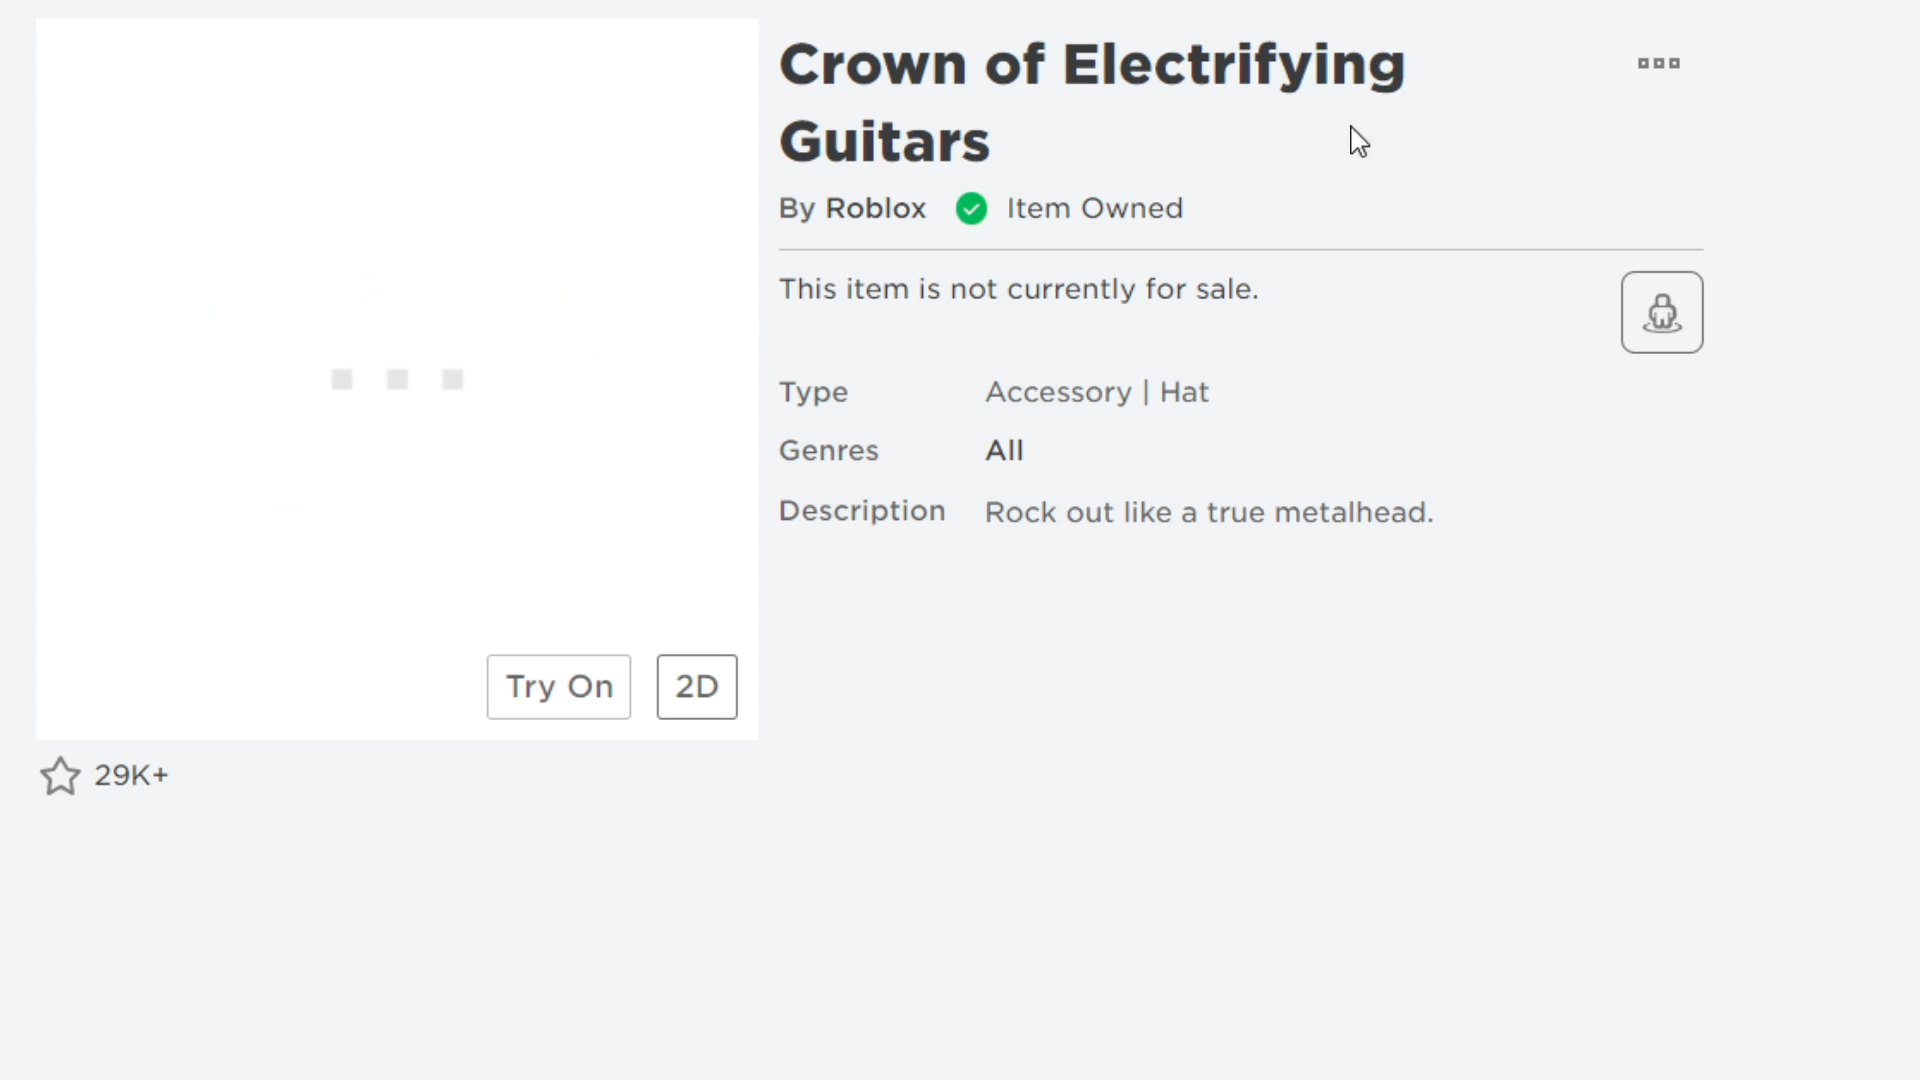 Crown of Electrifying
Guitars
By Roblox Item Owned
This item is not currently for sale.
Type Accessory | Hat
Genres All
Description Rock out like a true metalhead.
Try On 2D
29K+